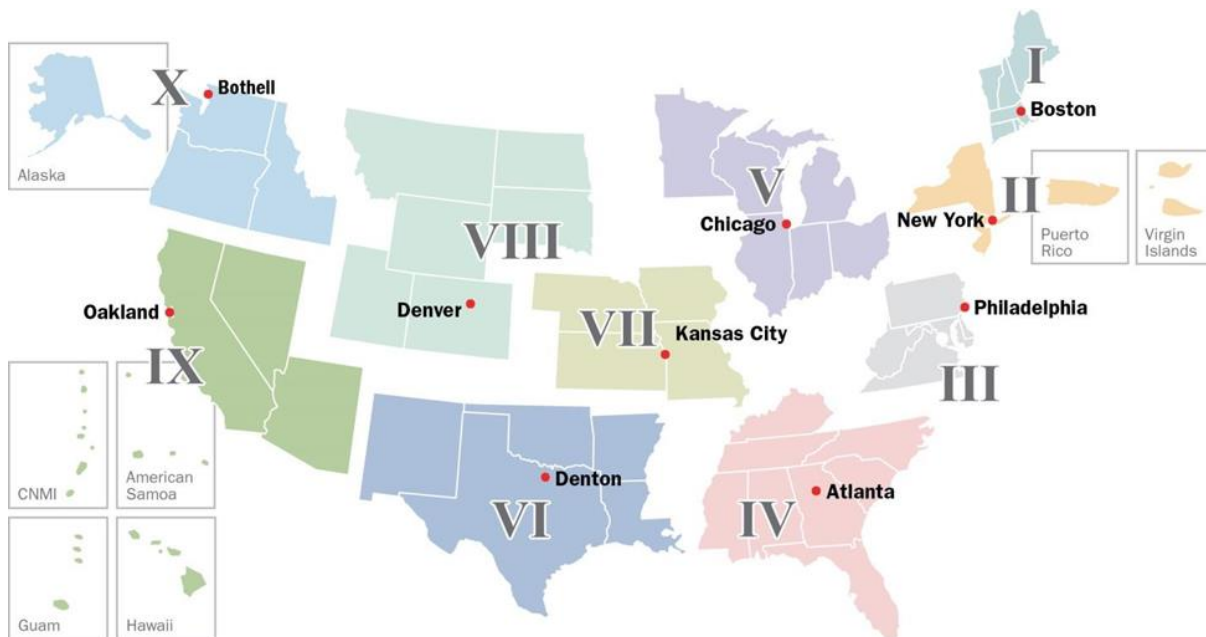 X
Bothell
Alaska
I
Boston
II
New York
Puerto
Rico
Virgin
Islands
V
Chicago
VIII
Denver
Oakland
IX
VII
Kansas City
Philadelphia
III
CNMI
American
Samoa
Denton
VI
Atlanta
IV
Guam
Hawaii